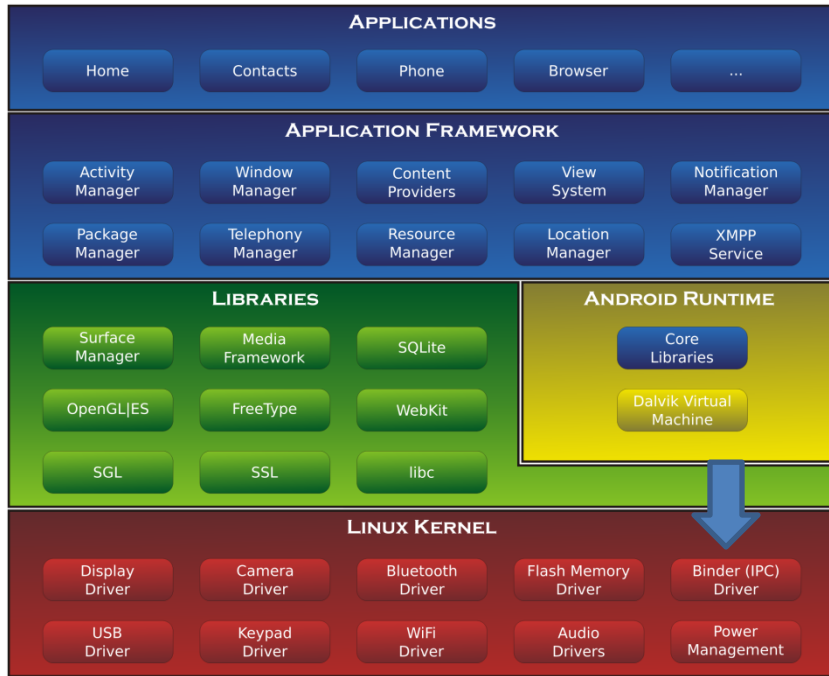 APPLICATIONS
Home
Contacts
Phone
Browser
...
APPLICATION FRAMEWORK
Activity
Manager
Window
Manager
Content
Providers
View
System
Notification
Manager
Package
Manager
Telephony
Manager
Resource
Manager
Location
Manager
XMPP
Service
LIBRARIES
Surface
Manager
Media
Framework
SQLite
OpenGL|ES
FreeType
WebKit
SGL
SSL
libc
ANDROID RUNTIME
Core
Libraries
Dalvik Virtual
Machine
LINUX KERNEL
Display
Driver
Camera
Driver
Bluetooth
Driver
Flash Memory
Driver
Binder (IPC)
Driver
USB
Driver
Keypad
Driver
WiFi
Driver
Audio
Drivers
Power
Management